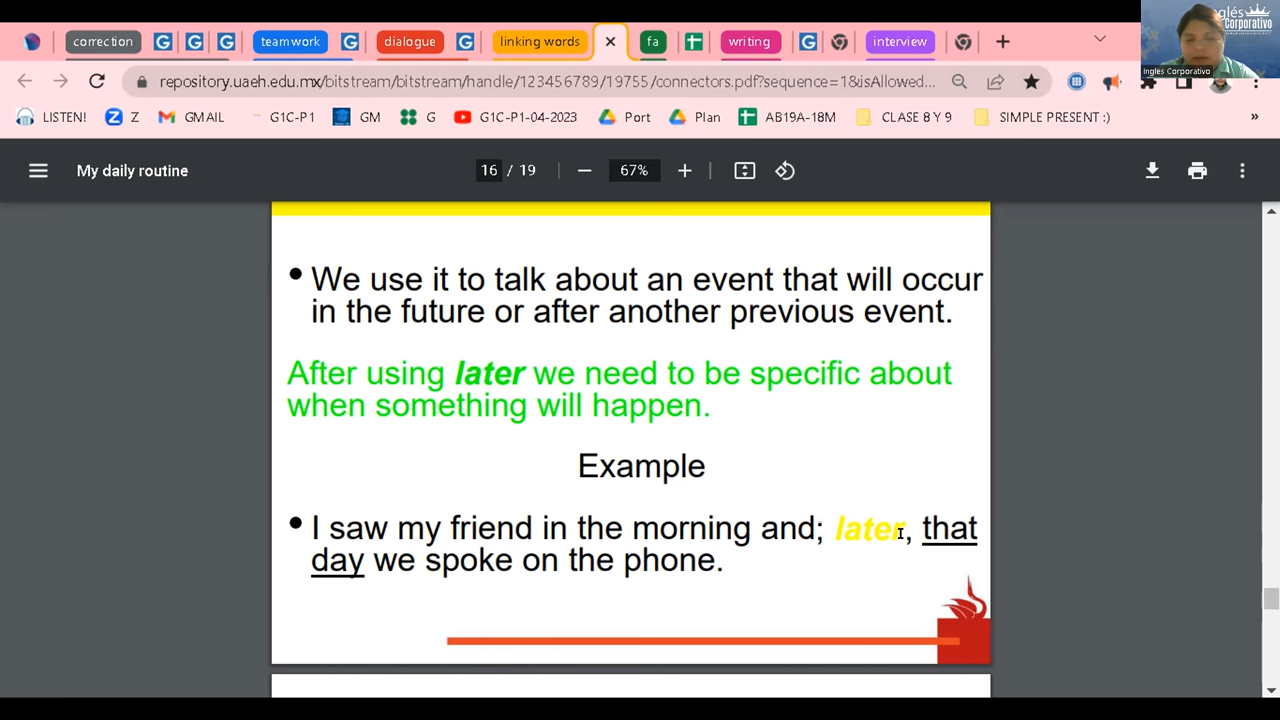 Inglés
Corporativo
correction
teamwork
dialogue
linking words
fa
writing
interview
Ingles Corporativo
repository.uaeh.edu.mx/bitstream/bitstream/handle/123456789/19755/connectors.pdf?sequence=1&isAllowed...
LISTEN!
Z
GMAIL
G1C-P1
GM
G
G1C-P1-04-2023
Port
Plan
AB19A-18M
CLASE 8 Y 9
SIMPLE PRESENT :)
»
My daily routine
16 / 19
67%
• We use it to talk about an event that will occur
in the future or after another previous event.
After using later we need to be specific about
when something will happen.
Example
• I saw my friend in the morning and; later, that
day we spoke on the phone.